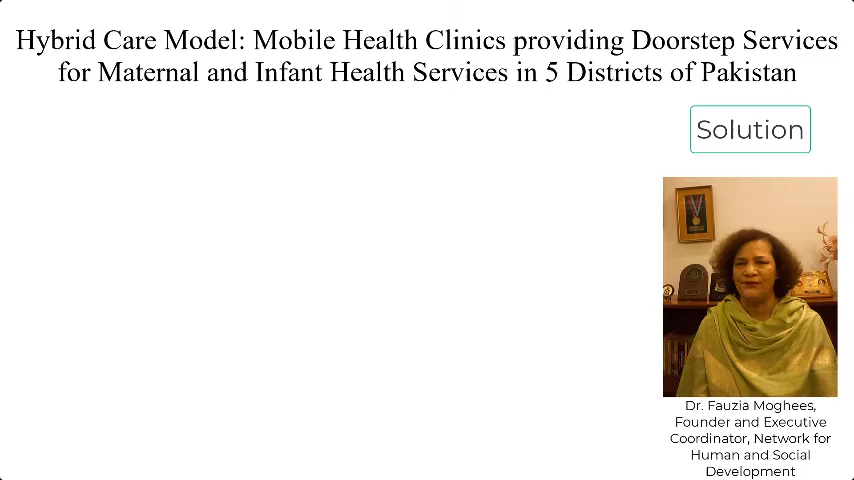 Hybrid Care Model: Mobile Health Clinics providing Doorstep Services
for Maternal and Infant Health Services in 5 Districts of Pakistan
Solution
Dr. Fauzia Moghees,
Founder and Executive
Coordinator, Network for
Human and Social
Development